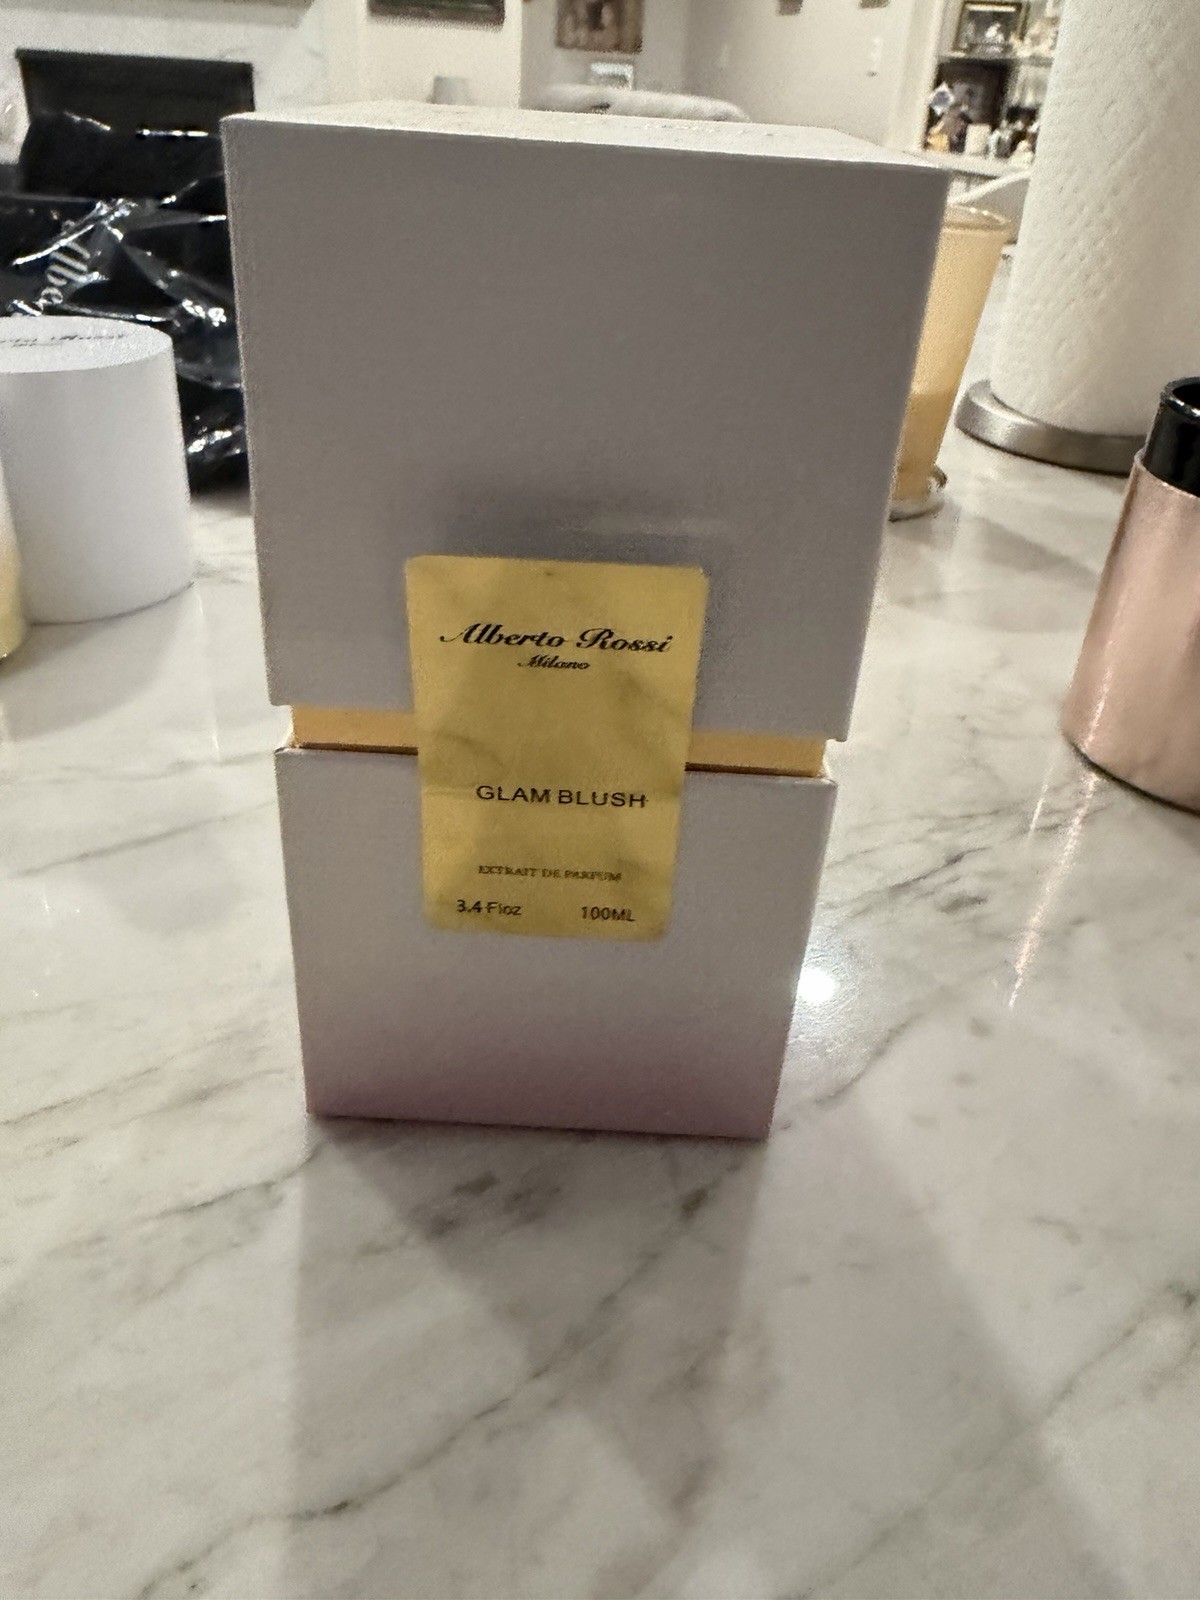 Alberto Rossi
Milano
GLAM BLUSH
EXTRAIT DE PARFUM
3.4 Floz 100ML